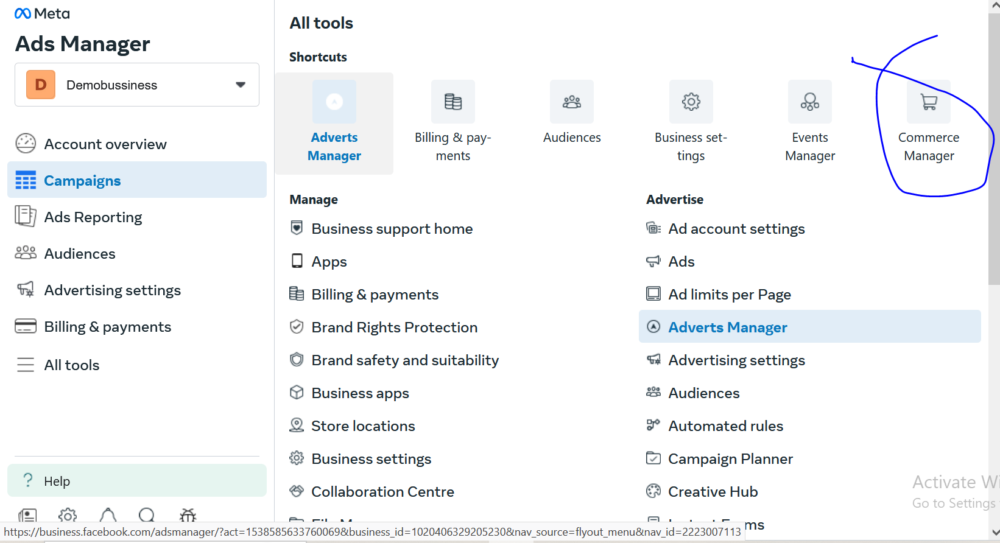 Meta
Ads Manager
D
Demobussiness
Account overview
Campaigns
Ads Reporting
Audiences
Advertising settings
Billing & payments
All tools
Help
All tools
Shortcuts
Adverts
Manager
Billing & pay-
ments
Audiences
Business set-
tings
Events
Manager
Commerce
Manager
Manage
Business support home
Apps
Billing & payments
Brand Rights Protection
Brand safety and suitability
Business apps
Store locations
Business settings
Collaboration Centre
Advertise
Ad account settings
Ads
Ad limits per Page
Adverts Manager
Advertising settings
Audiences
Automated rules
Campaign Planner
Creative Hub
Activate Wi
Go to Settings
https://business.facebook.com/adsmanager/?act=1538585633760069&business_id=1020406329205230&nav_source=flyout_menu&nav_id=2223007113